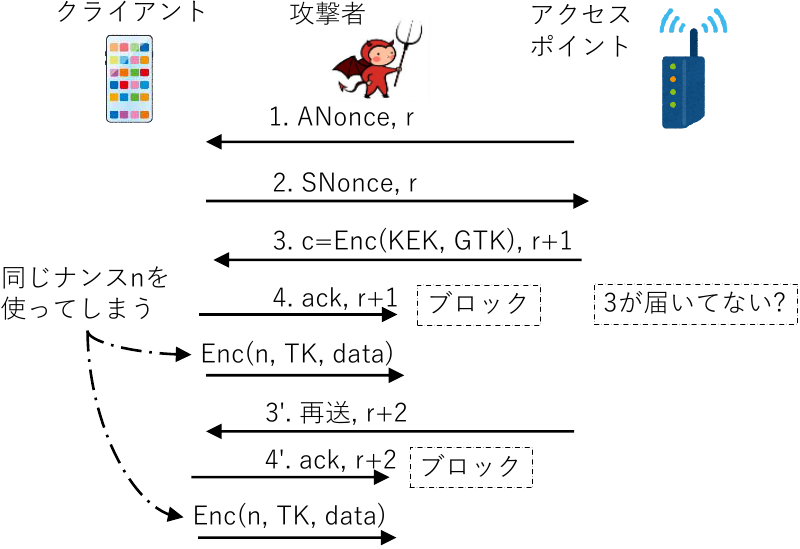 クライアント
攻撃者
アクセス
ポイント
1. ANonce, r
2. SNonce, r
3. c=Enc(KEK, GTK), r+1
同じナンスnを
使ってしまう
4. ack, r+1
ブロック
3が届いてない?
Enc(n, TK, data)
3'. 再送, r+2
4'. ack, r+2
ブロック
Enc(n, TK, data)